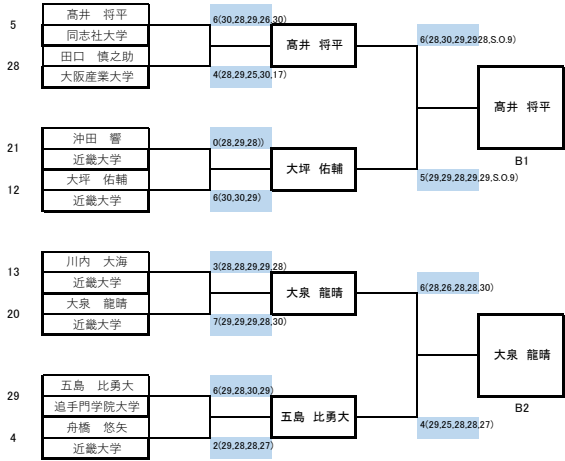 5
髙井 将平
同志社大学
6(30,28,29,26,30)
28
田口 慎之助
大阪産業大学
4(28,29,25,30,17)
髙井 将平
6(28,30,29,2928,S.O.9)
21
沖田 響
近畿大学
0(28,29,28))
12
大坪 佑輔
近畿大学
6(30,30,29)
大坪 佑輔
5(29,29,28,29,29,S.O.9)
髙井 将平
B1
13
川内 大海
近畿大学
3(28,28,29,29,28)
20
大泉 龍晴
近畿大学
7(29,29,29,28,30)
大泉 龍晴
6(28,26,28,28,30)
29
五島 比勇大
追手門学院大学
6(29,28,30,29)
4
舟橋 悠矢
近畿大学
2(29,28,28,27)
五島 比勇大
4(29,25,28,28,27)
大泉 龍晴
B2